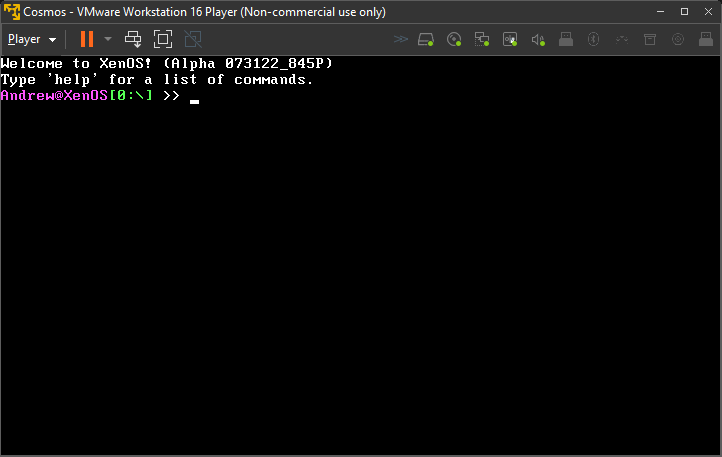 Cosmos - VMware Workstation 16 Player (Non-commercial use only)
Player
Welcome to XenOS! (Alpha 073122_845P)
Type 'help' for a list of commands.
Andrew@XenOS[0:\] >>